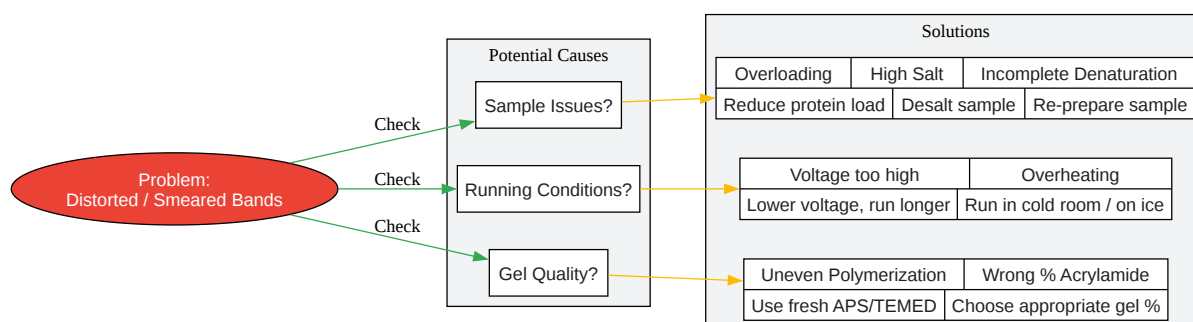 Problem:
Distorted / Smeared Bands
Check
Check
Check
Potential Causes
Sample Issues?
Running Conditions?
Gel Quality?
Solutions
Overloading High Salt Incomplete Denaturation
Reduce protein load Desalt sample Re-prepare sample
Voltage too high Overheating
Lower voltage, run longer Run in cold room / on ice
Uneven Polymerization Wrong % Acrylamide
Use fresh APS/TEMED Choose appropriate gel %